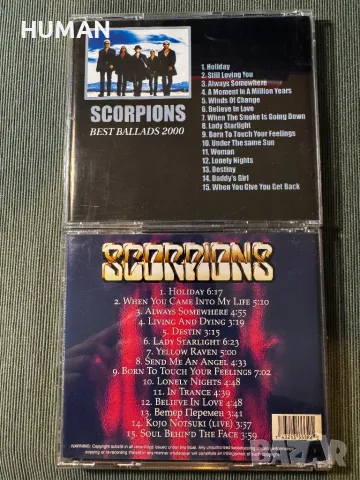 HUMAN
SCORPIONS
BEST BALLADS 2000
1. Holiday
2. Still Loving You
3. Always Somewhere
4. A Moment In A Million Years
5. Winds Of Change
6. Believe In Love
7. When The Smoke Is Going Down
8. Lady Starlight
9. Born To Touch Your Feelings
10. Under The same Sun
11. Woman
12. Lonely Nights
13. Destiny
14. Daddy's Girl
15. When You Give You Get Back
SCORPIONS
1. HOLIDAY 6:17
2. WHEN YOU CAME INTO MY LIFE 5:10
3. ALWAYS SOMEWHERE 4:55
4. LIVING AND DYING 3:19
5. DESTIN 3:15
6. LADY STARLIGHT 6:23
7. YELLOW RAVEN 5:00
8. SEND ME AN ANGEL 4:33
9. BORN TO TOUCH YOUR FEELINGS 7:02
10. LONELY NIGHTS 4:48
11. IN TRANCE 4:39
12. BELIEVE IN LOVE 4:48
13. Ветер Перемен 3:41
14. KOJO NOTSUKI (LIVE) 3:37
15. SOUL BEHIND THE FACE 3:59
bazar